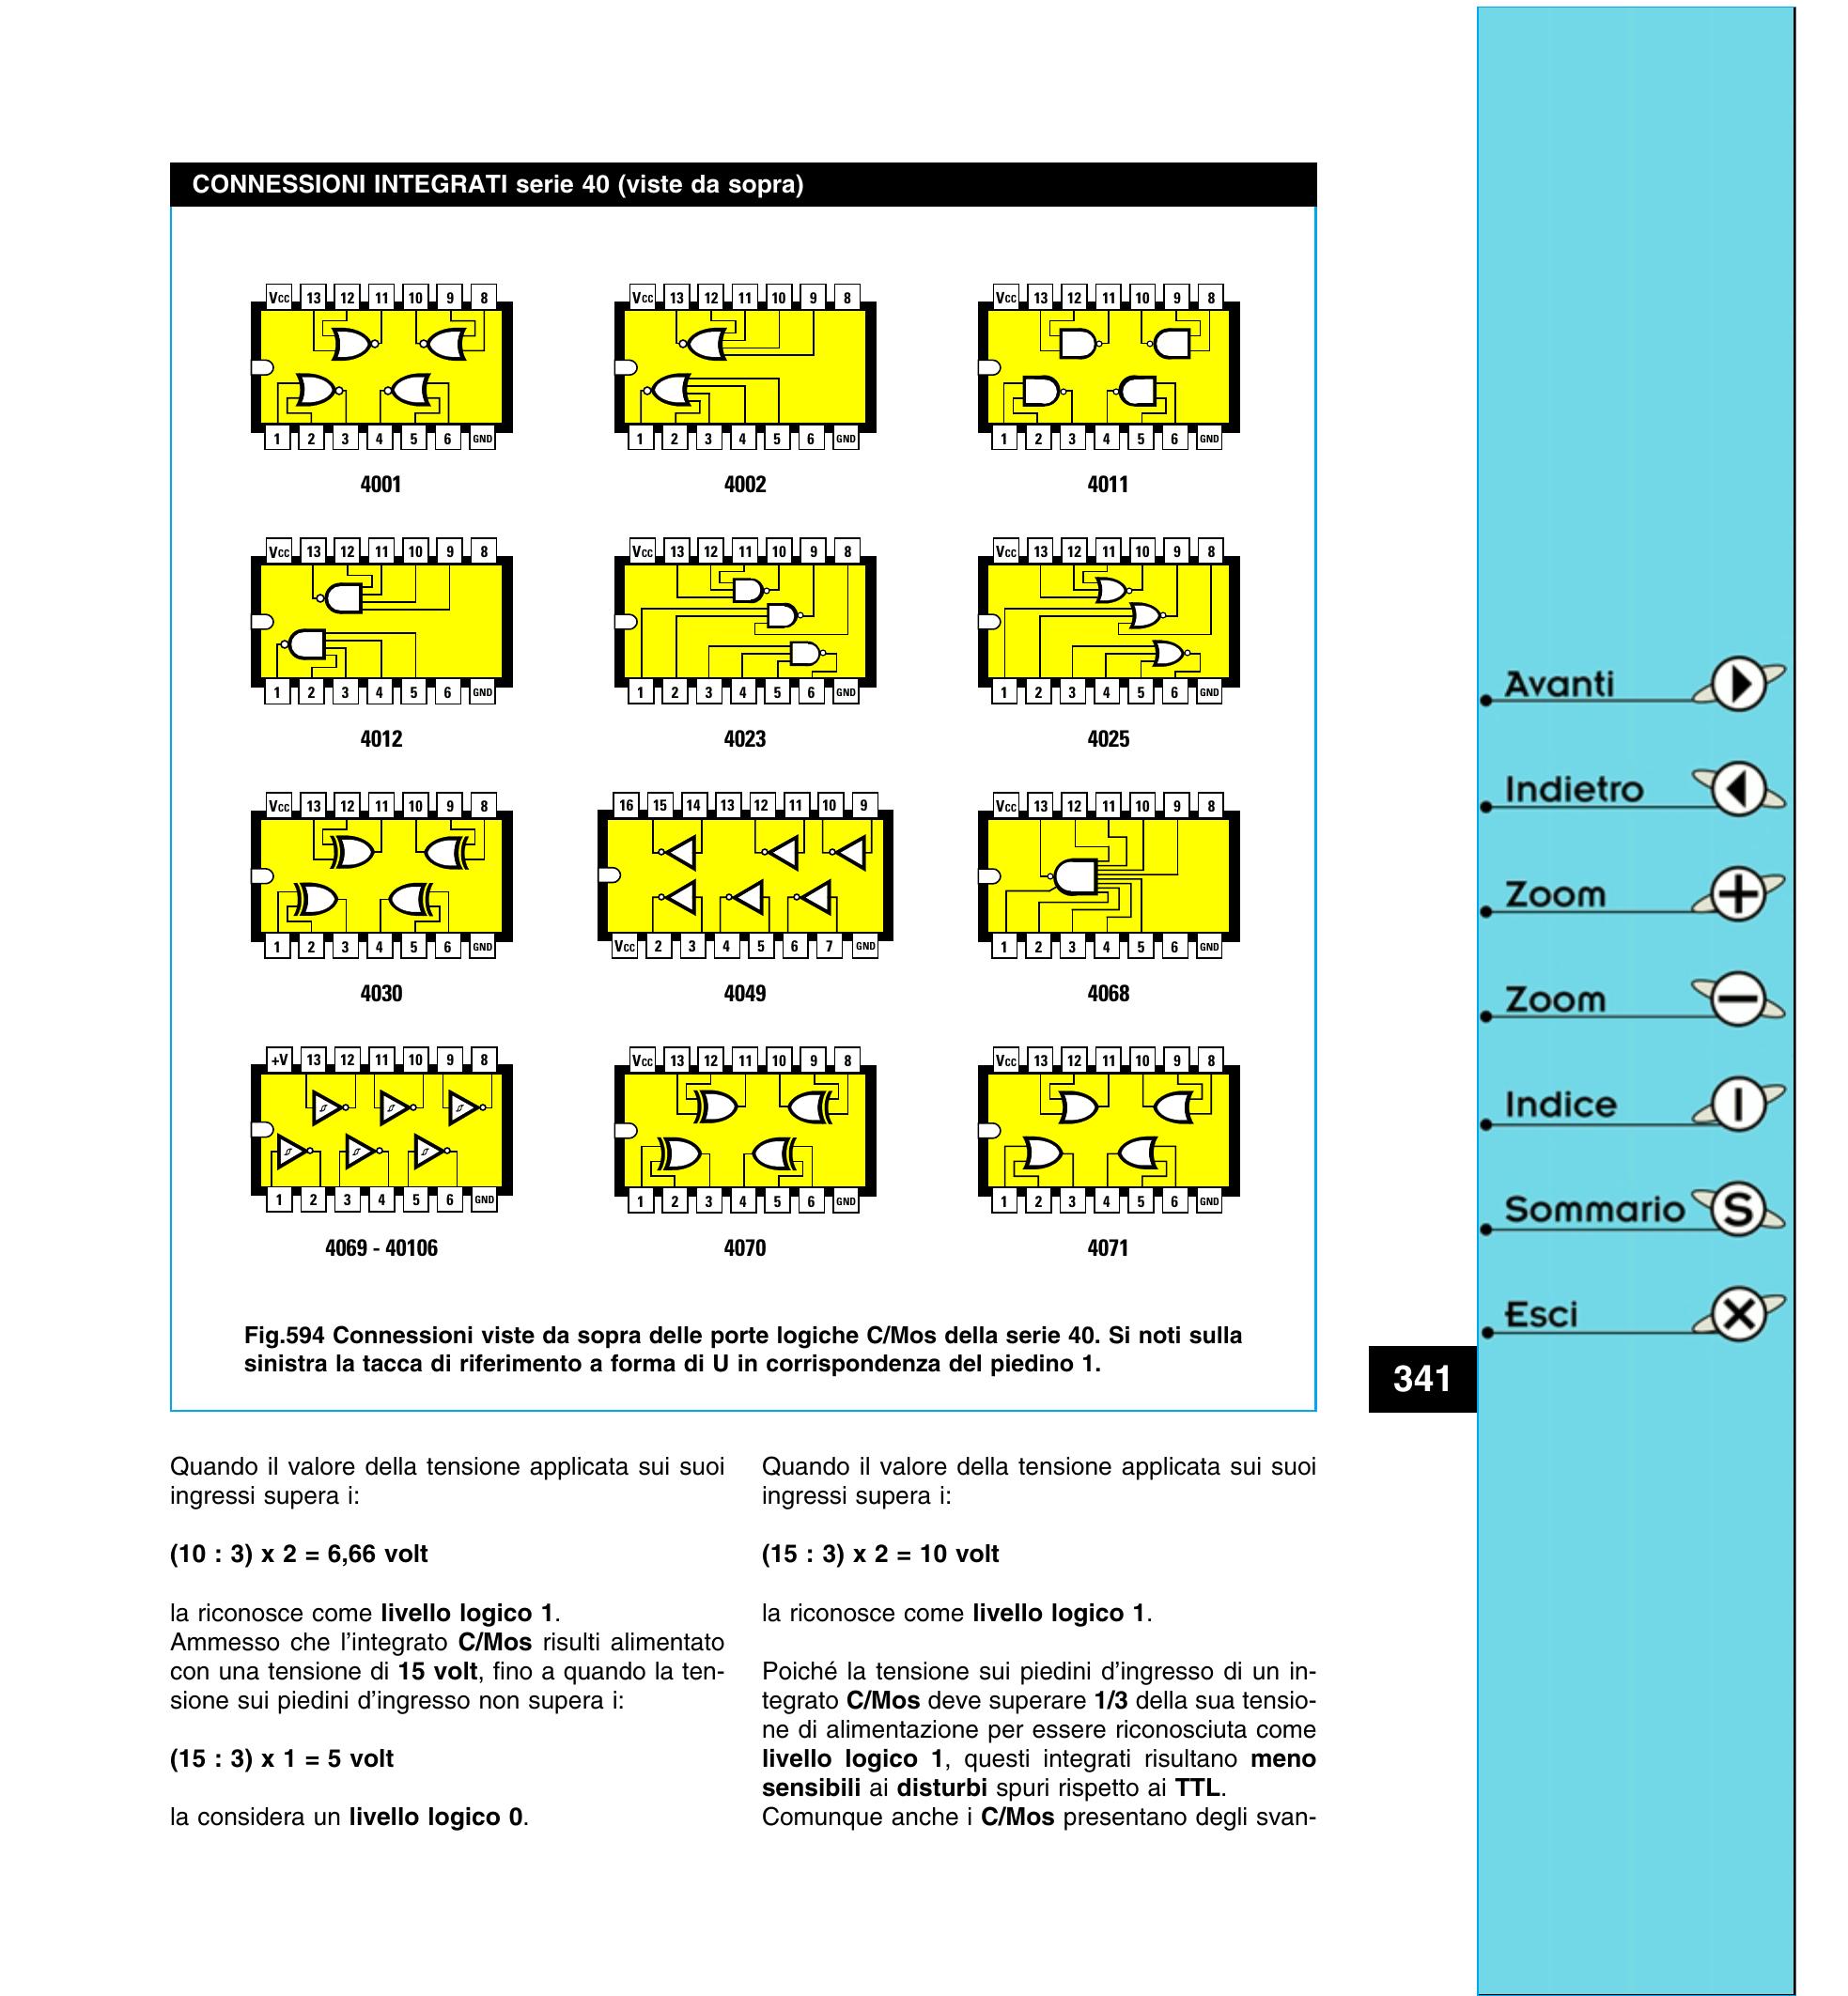 CONNESSIONI INTEGRATI serie 40 (viste da sopra)
Vcc 13 12 11 10 9 8
1 2 3 4 5 6 GND
4001
Vcc 13 12 11 10 9 8
1 2 3 4 5 6 GND
4002
Vcc 13 12 11 10 9 8
1 2 3 4 5 6 GND
4011
Vcc 13 12 11 10 9 8
1 2 3 4 5 6 GND
4012
Vcc 13 12 11 10 9 8
1 2 3 4 5 6 GND
4023
Vcc 13 12 11 10 9 8
1 2 3 4 5 6 GND
4025
Vcc 13 12 11 10 9 8
1 2 3 4 5 6 GND
4030
16 15 14 13 12 11 10 9
Vcc 2 3 4 5 6 7 GND
4049
Vcc 13 12 11 10 9 8
1 2 3 4 5 6 GND
4068
+V 13 12 11 10 9 8
1 2 3 4 5 6 GND
4069 - 40106
Vcc 13 12 11 10 9 8
1 2 3 4 5 6 GND
4070
Vcc 13 12 11 10 9 8
1 2 3 4 5 6 GND
4071
Fig.594 Connessioni viste da sopra delle porte logiche C/Mos della serie 40. Si noti sulla
sinistra la tacca di riferimento a forma di U in corrispondenza del piedino 1.
Quando il valore della tensione applicata sui suoi
ingressi supera i:
(10 : 3) x 2 = 6,66 volt
la riconosce come livello logico 1.
Ammesso che l'integrato C/Mos risulti alimentato
con una tensione di 15 volt, fino a quando la ten-
sione sui piedini d'ingresso non supera i:
(15 : 3) x 1 = 5 volt
la considera un livello logico 0.
Quando il valore della tensione applicata sui suoi
ingressi supera i:
(15 : 3) x 2 = 10 volt
la riconosce come livello logico 1.
Poiché la tensione sui piedini d'ingresso di un in-
tegrato C/Mos deve superare 1/3 della sua tensio-
ne di alimentazione per essere riconosciuta come
livello logico 1, questi integrati risultano meno
sensibili ai disturbi spuri rispetto ai TTL.
Comunque anche i C/Mos presentano degli svan-
341
Avanti
Indietro
Zoom
Zoom
Indice I
Sommario S
Esci